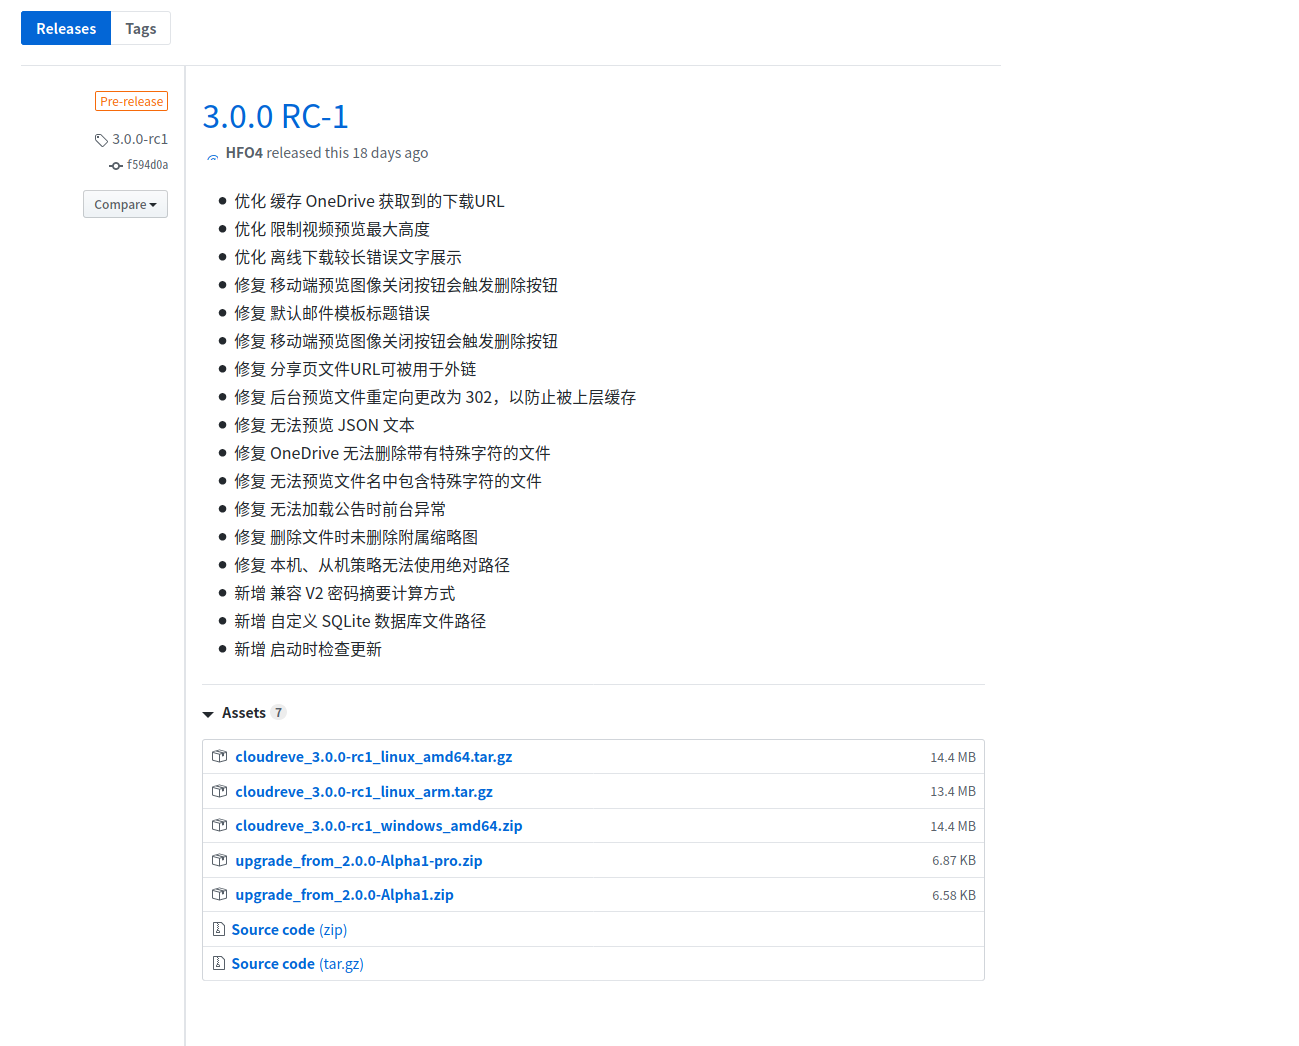 Releases
Tags
Pre-release
3.0.0-rc1
f594d0a
Compare
3.0.0 RC-1
HFO4 released this 18 days ago
优化 缓存 OneDrive 获取到的下载URL
优化 限制视频预览最大高度
优化 离线下载较长错误文字展示
修复 移动端预览图像关闭按钮会触发删除按钮
修复 默认邮件模板标题错误
修复 移动端预览图像关闭按钮会触发删除按钮
修复 分享页文件URL可被用于外链
修复 后台预览文件重定向更改为 302，以防止被上层缓存
修复 无法预览 JSON 文本
修复 OneDrive 无法删除带有特殊字符的文件
修复 无法预览文件名中包含特殊字符的文件
修复 无法加载公告时前台异常
修复 删除文件时未删除附属缩略图
修复 本机、从机策略无法使用绝对路径
新增 兼容 V2 密码摘要计算方式
新增 自定义 SQLite 数据库文件路径
新增 启动时检查更新
Assets 7
cloudreve_3.0.0-rc1_linux_amd64.tar.gz 14.4 MB
cloudreve_3.0.0-rc1_linux_arm.tar.gz 13.4 MB
cloudreve_3.0.0-rc1_windows_amd64.zip 14.4 MB
upgrade_from_2.0.0-Alpha1-pro.zip 6.87 KB
upgrade_from_2.0.0-Alpha1.zip 6.58 KB
Source code (zip)
Source code (tar.gz)